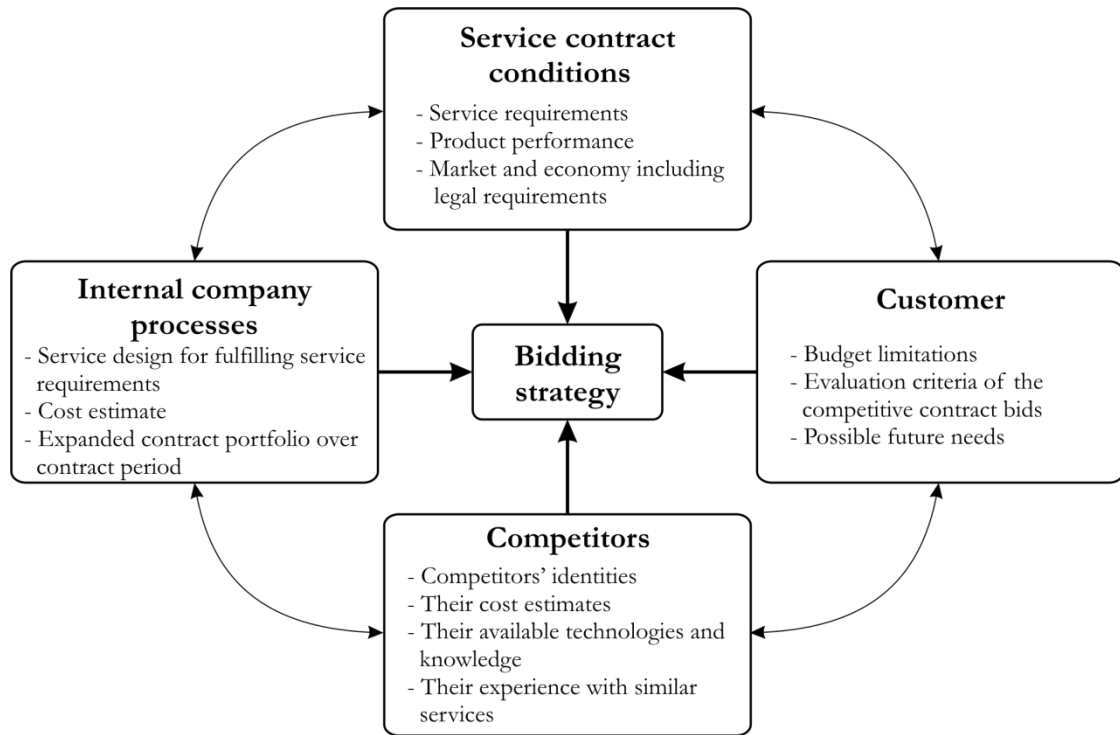 Service contract
conditions
- Service requirements
- Product performance
- Market and economy including
legal requirements
Internal company
processes
- Service design for fulfilling service
requirements
- Cost estimate
- Expanded contract portfolio over
contract period
Bidding
strategy
Customer
- Budget limitations
- Evaluation criteria of the
competitive contract bids
- Possible future needs
Competitors
- Competitors’ identities
- Their cost estimates
- Their available technologies and
knowledge
- Their experience with similar
services